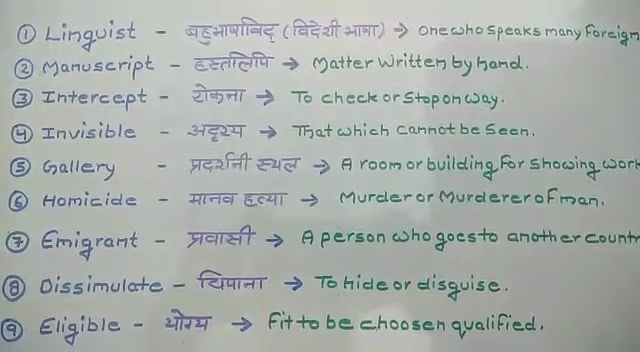 ① Linguist - बहुभाषाविद् (विदेशी भाषा) → One who speaks many Foreign
② Manuscript - हस्तलिपि → Matter Written by hand.
③ Intercept - रोकना → To check or Stop on way.
④ Invisible - अदृश्य → That which cannot be Seen.
⑤ Gallery - प्रदर्शनी स्थल → A room or building For showing work
⑥ Homicide - मानव हत्या → Murder or Murderer of man.
⑦ Emigrant - प्रवासी → A person who goes to another countr
⑧ Dissimulate - छिपाना → To hide or disguise.
⑨ Eligible - योग्य → Fit to be choosen qualified.